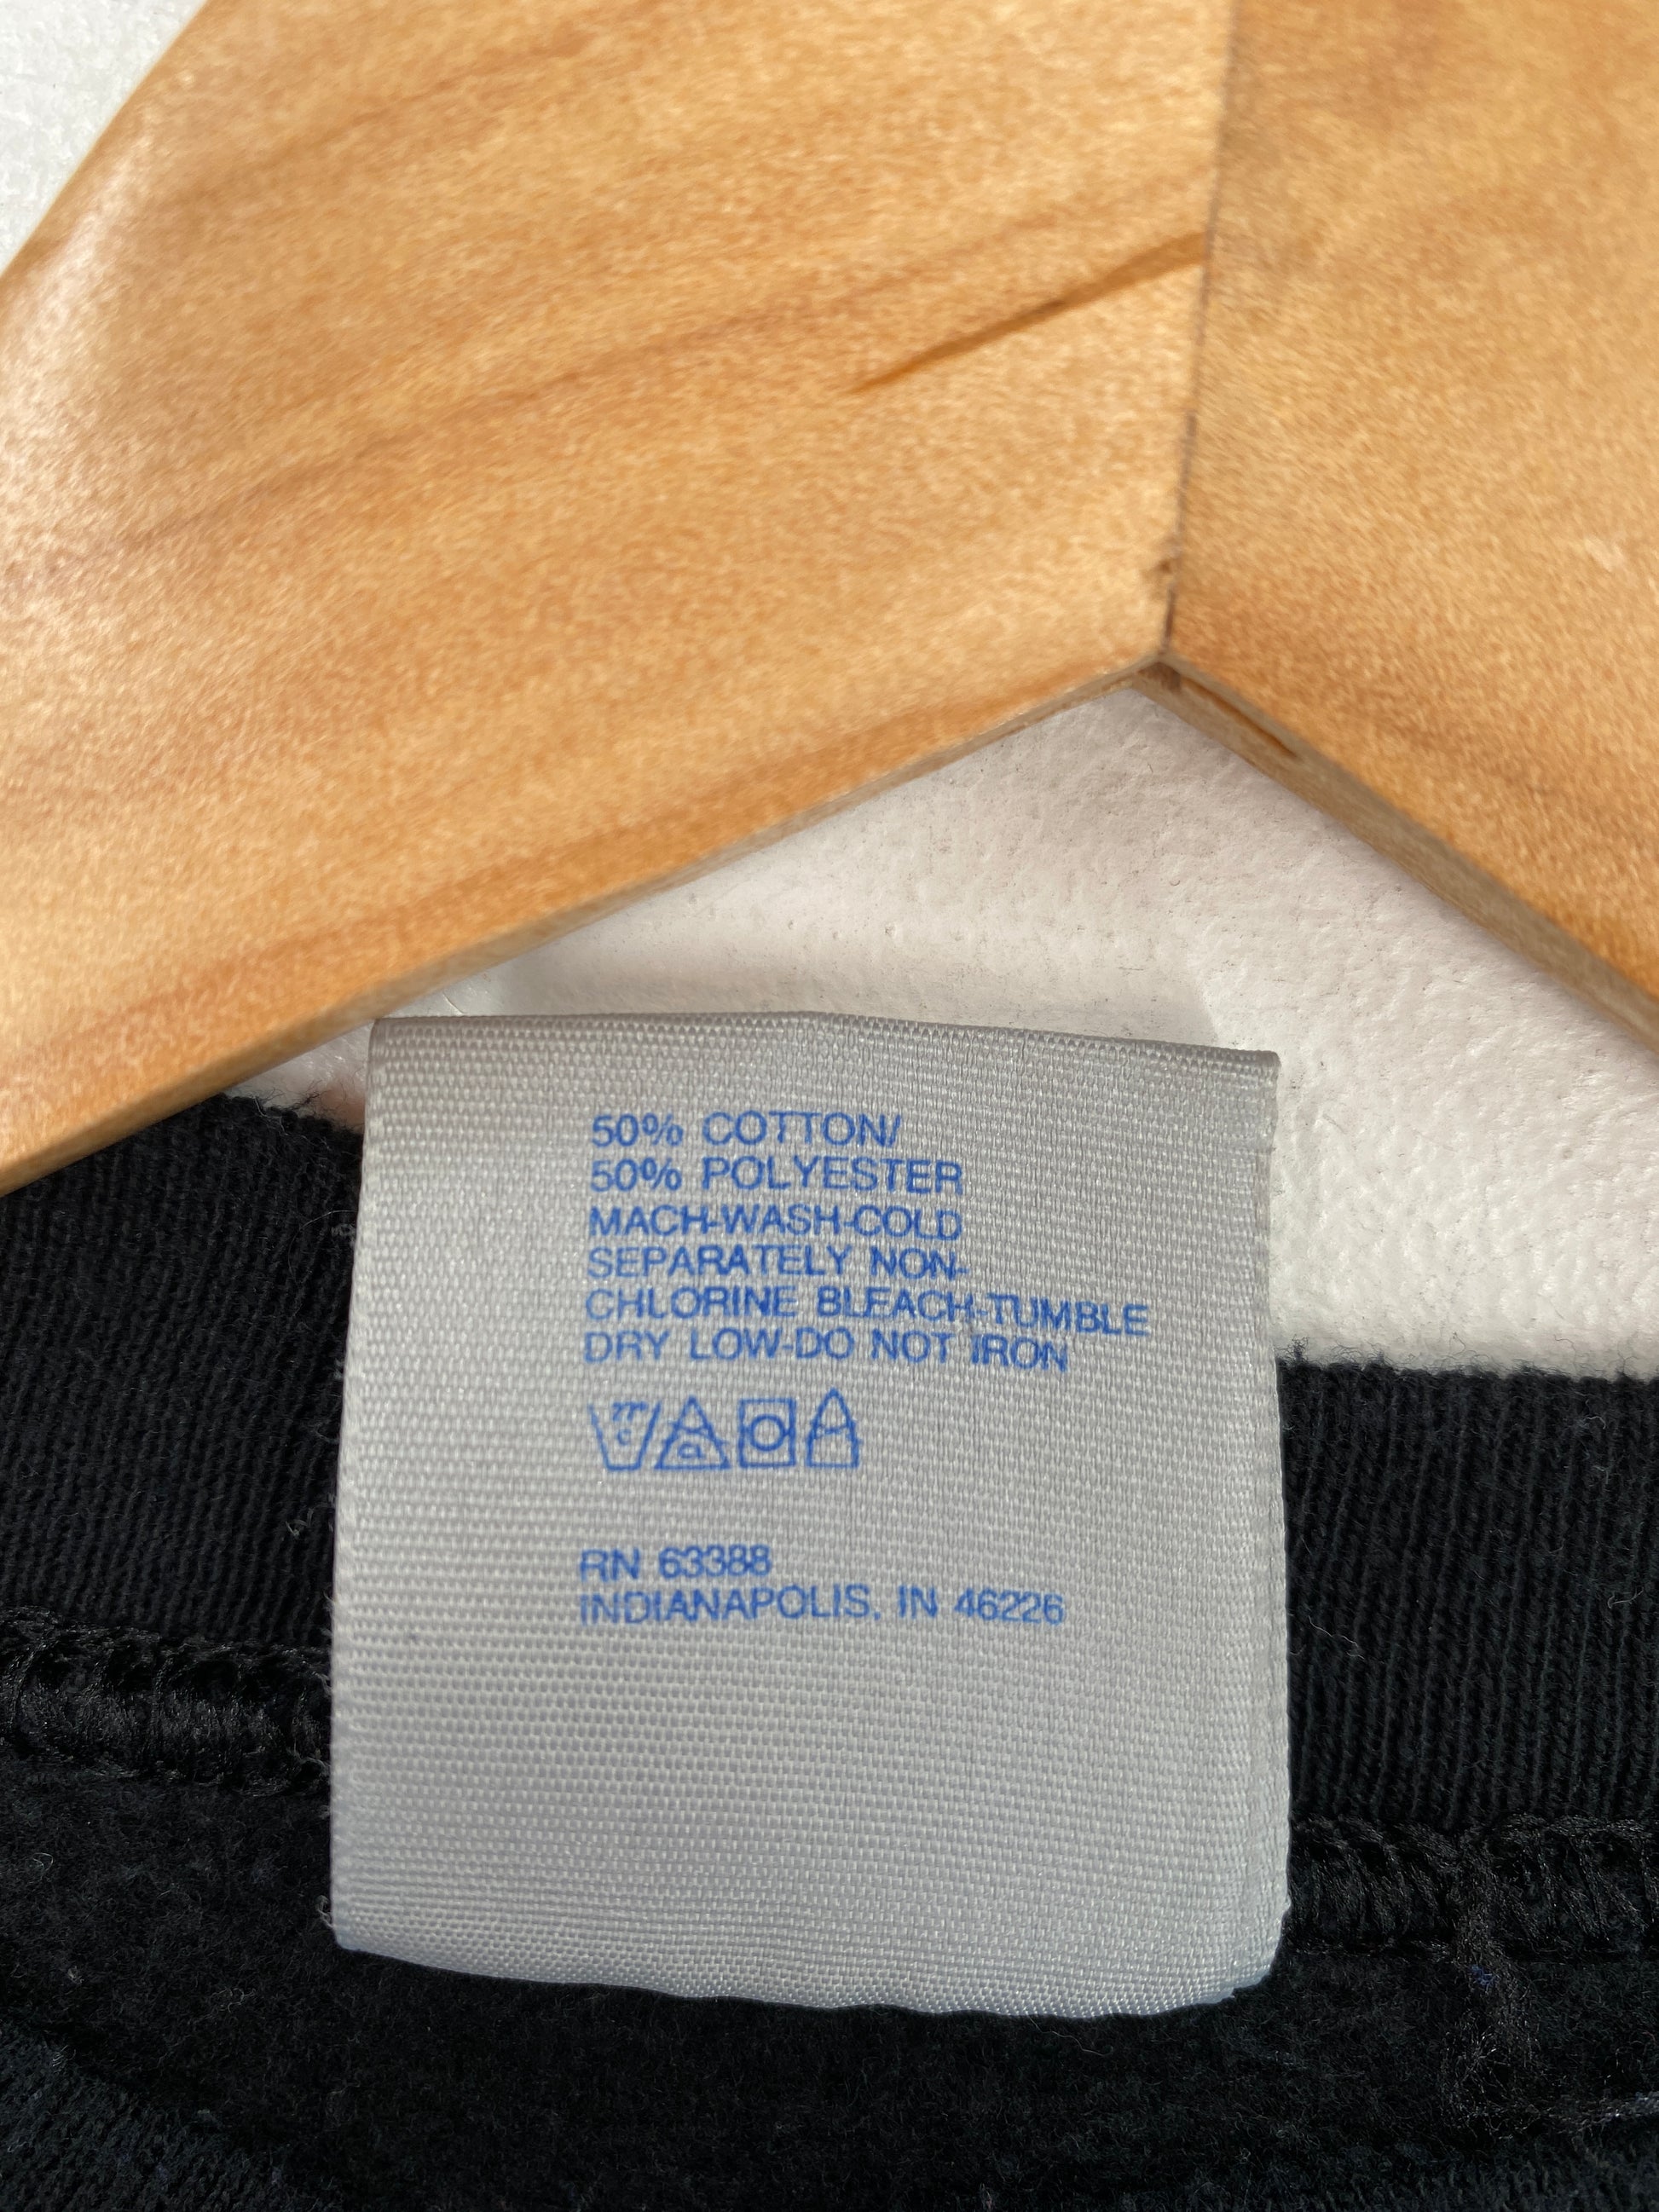 50% COTTON/
50% POLYESTER
MACH-WASH-COLD
SEPARATELY NON-
CHLORINE BLEACH-TUMBLE
DRY LOW-DO NOT IRON
C CL
RN 63388
INDIANAPOLIS, IN 46226